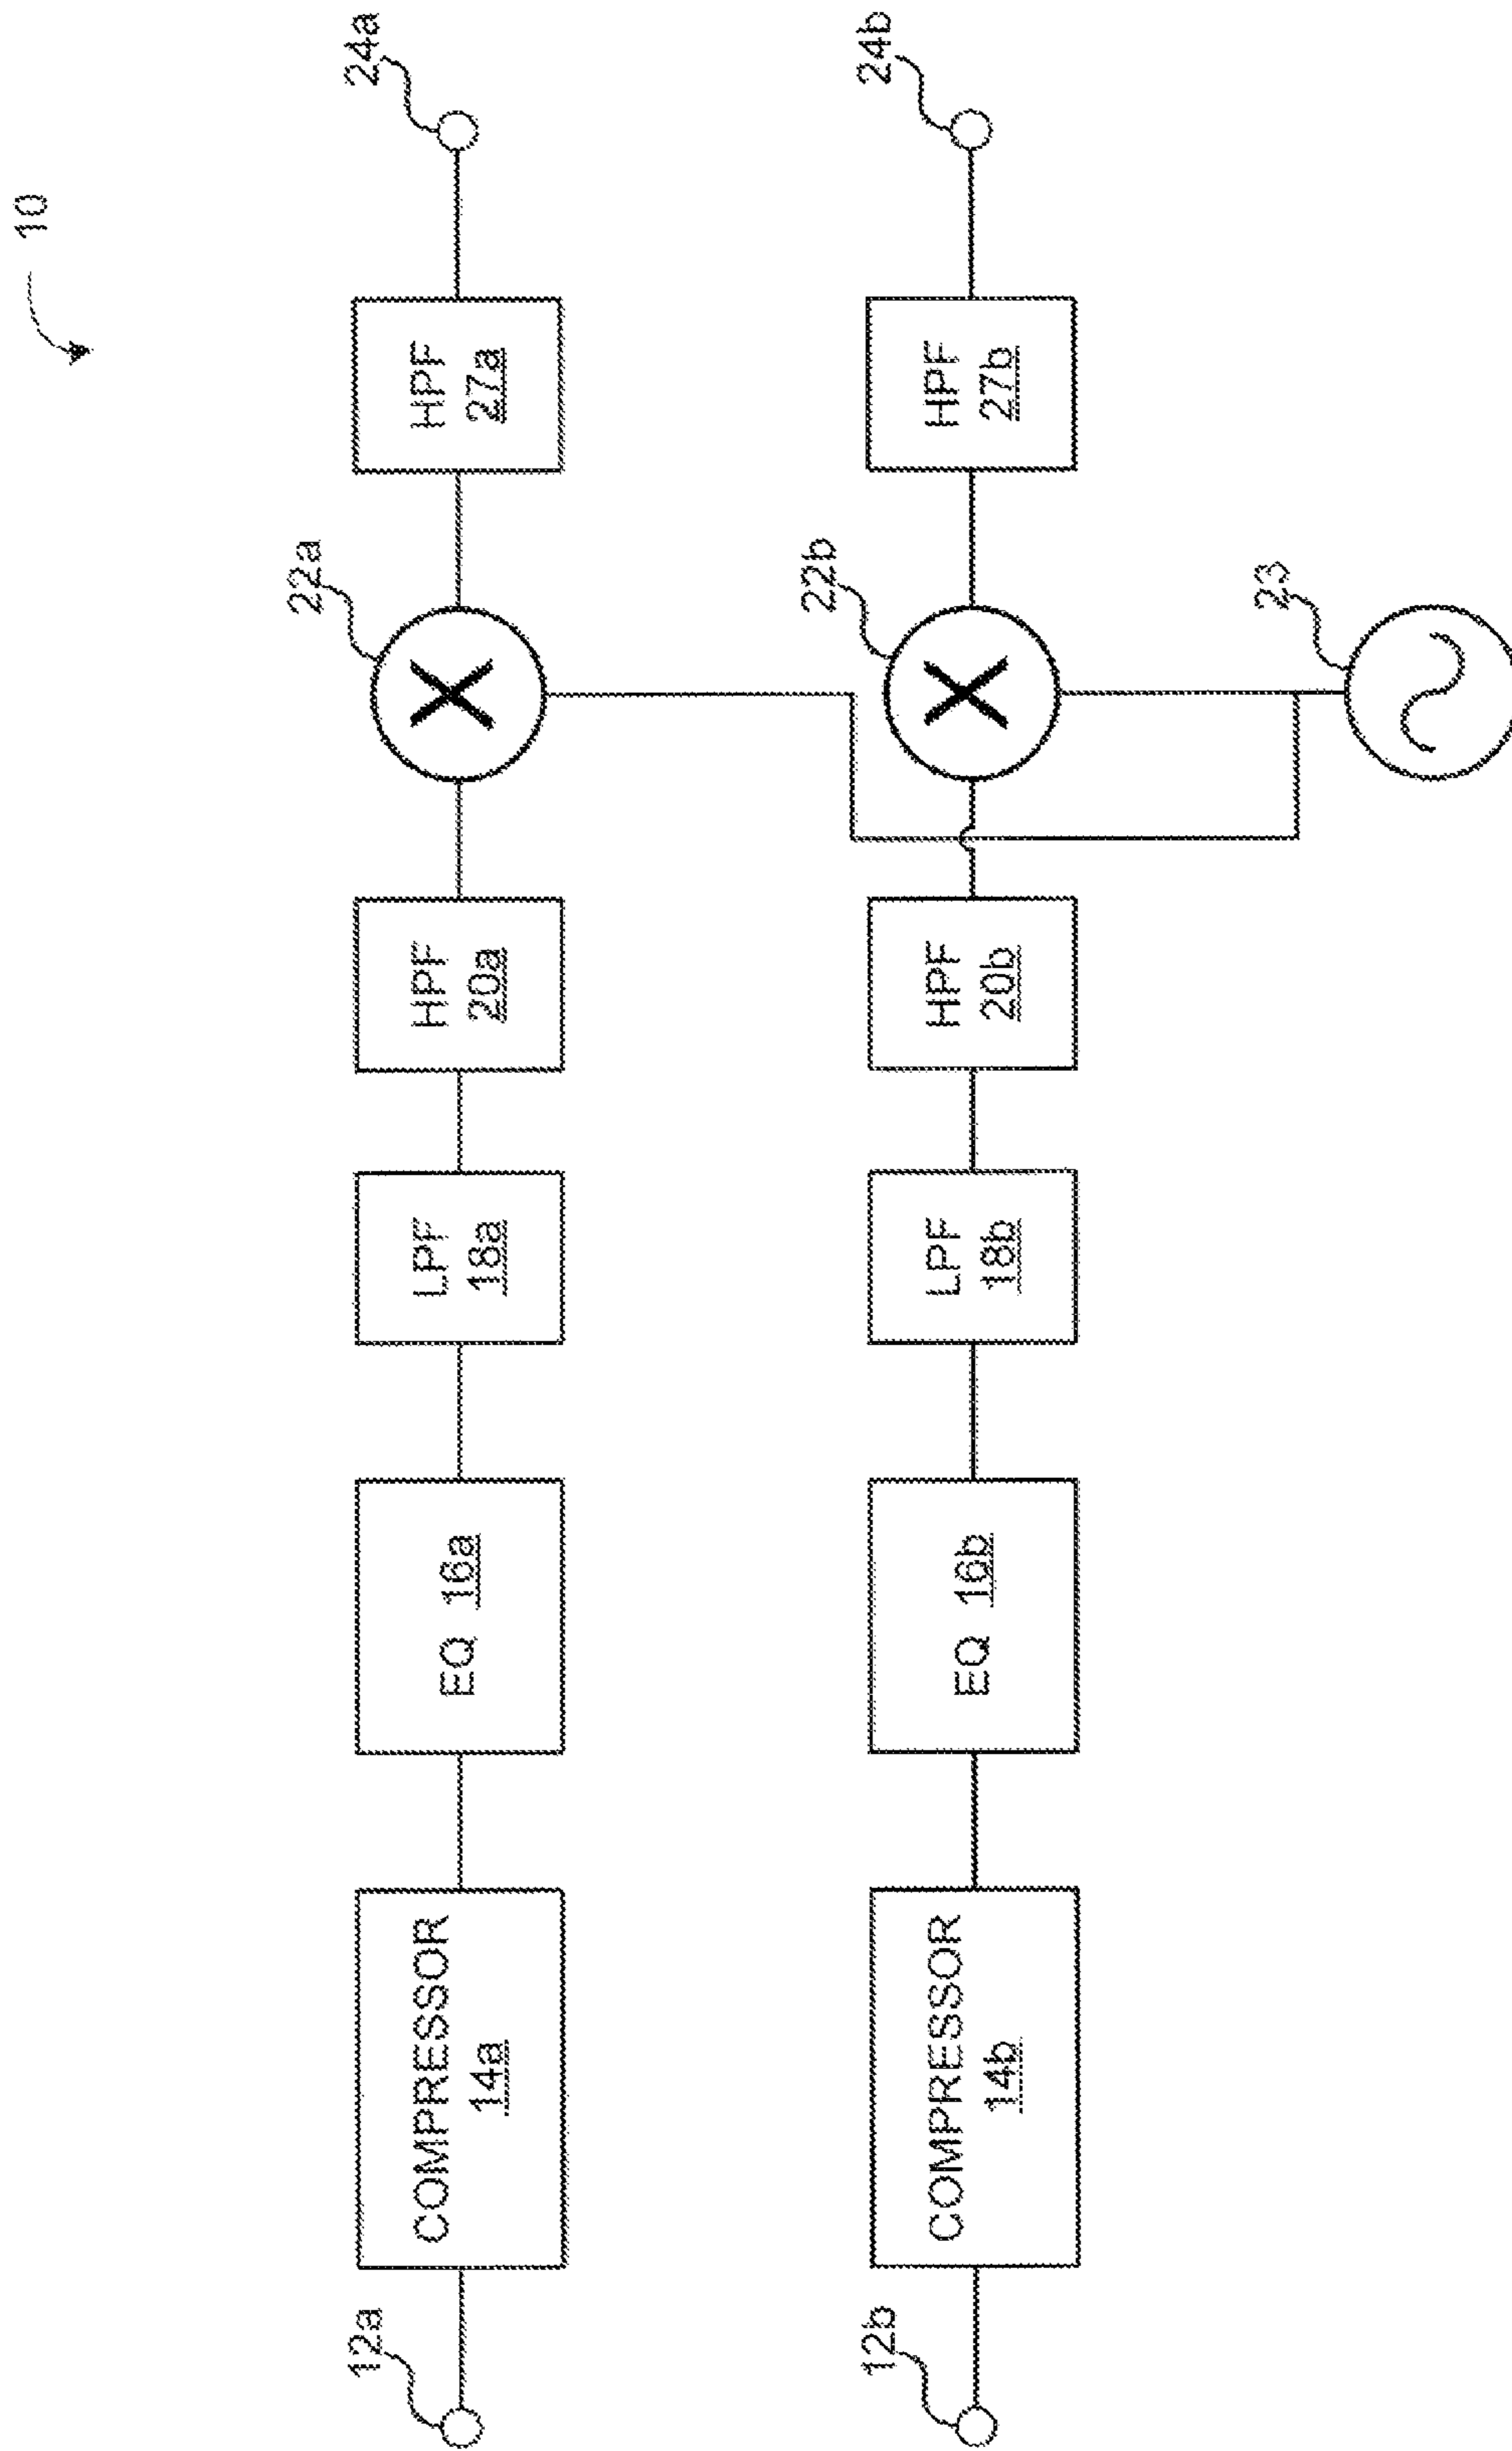 10
12a
COMPRESSOR
14a
EQ 16a
LPF
18a
HPF
20a
22a
HPF
27a
24a
12b
COMPRESSOR
14b
EQ 16b
LPF
18b
HPF
20b
22b
HPF
27b
24b
23